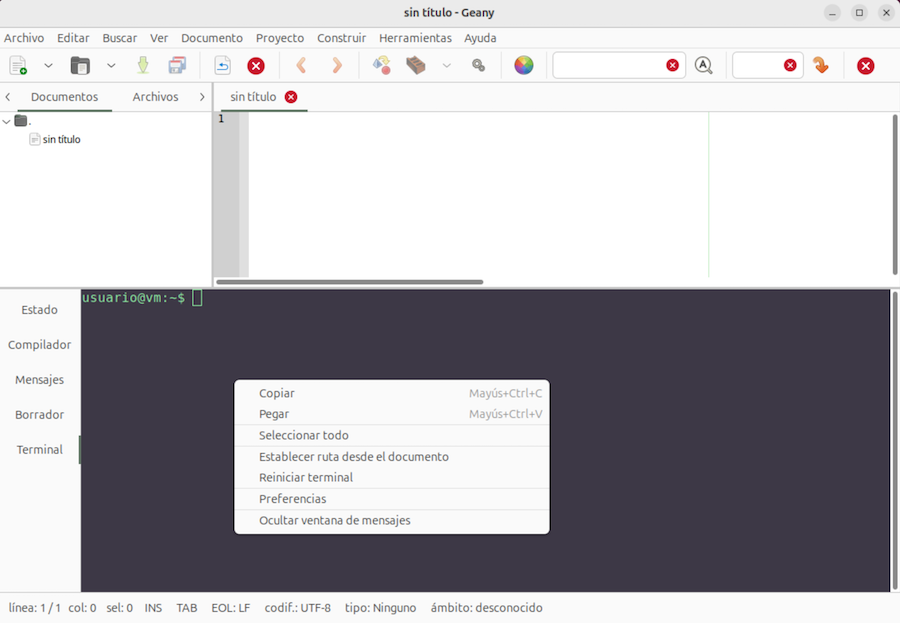 sin título - Geany
Archivo Editar Buscar Ver Documento Proyecto Construir Herramientas Ayuda
Documentos Archivos sin título
.
sin título
1
usuario@vm:~$
Estado
Compilador
Mensajes
Borrador
Terminal
Copiar Mayús+Ctrl+C
Pegar Mayús+Ctrl+V
Seleccionar todo
Establecer ruta desde el documento
Reiniciar terminal
Preferencias
Ocultar ventana de mensajes
línea: 1 / 1 col: 0 sel: 0 INS TAB EOL: LF codif.: UTF-8 tipo: Ninguno ámbito: desconocido